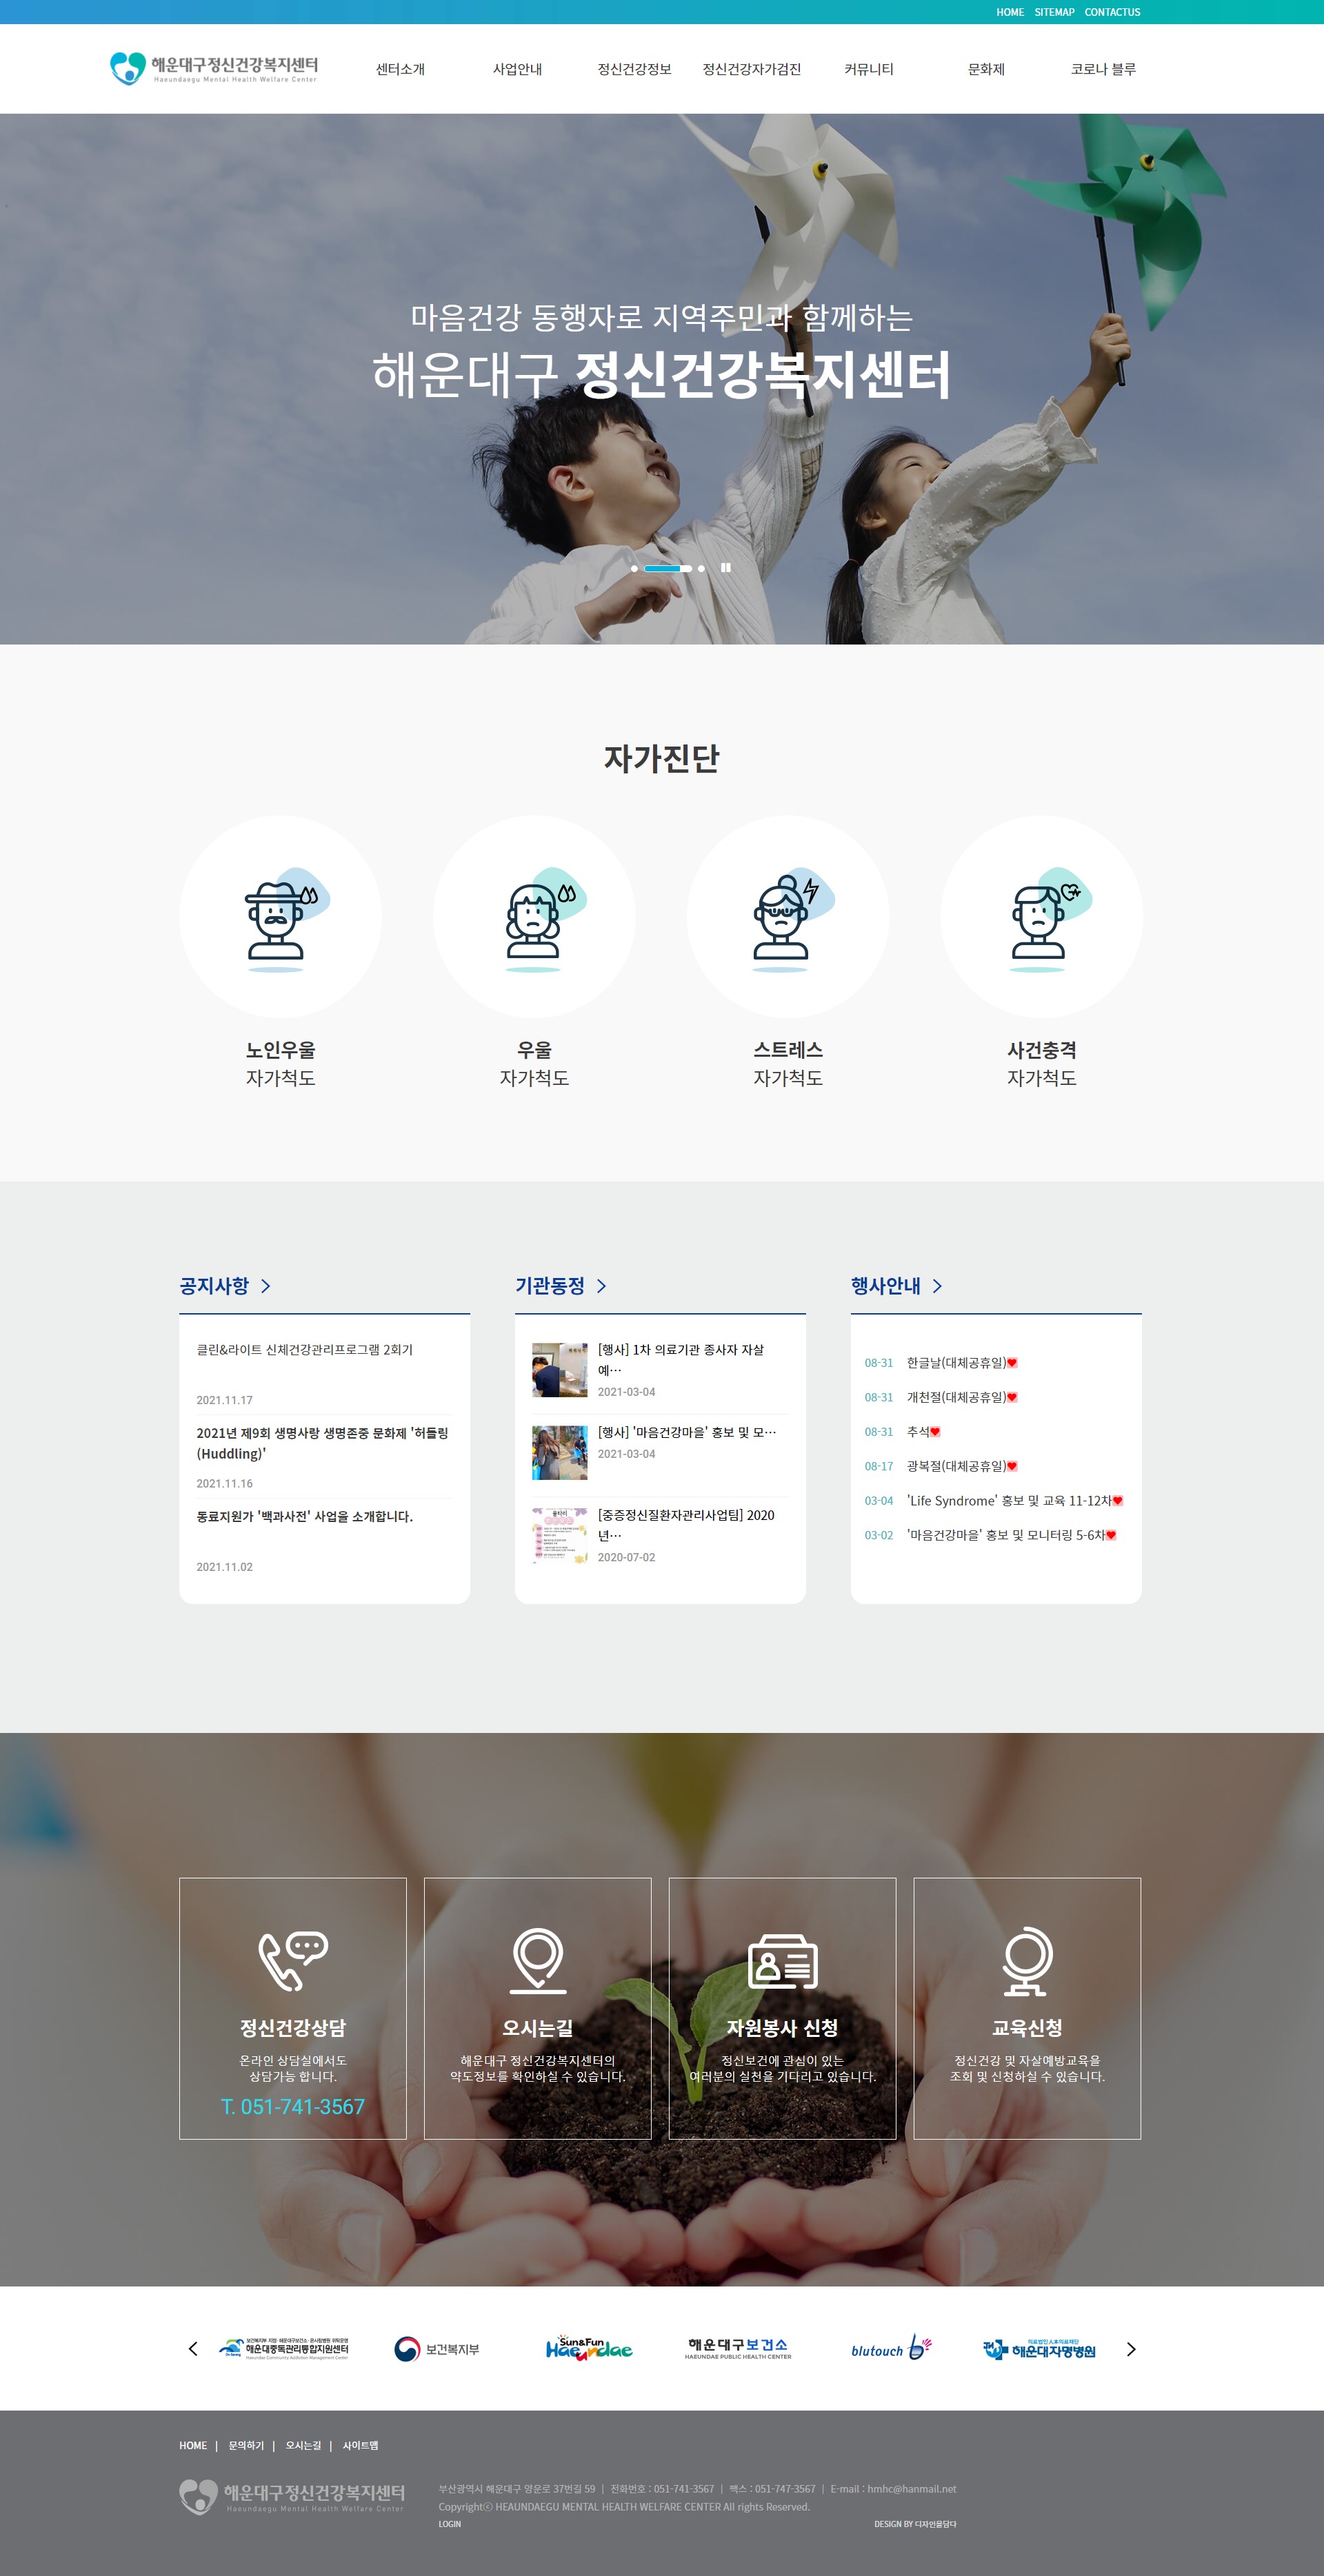 HOME SITEMAP CONTACTUS
해운대구정신건강복지센터
Haeundaegu Mental Health Welfare Center
센터소개 사업안내 정신건강정보 정신건강자가검진 커뮤니티 문화제 코로나 블루
마음건강 동행자로 지역주민과 함께하는
해운대구 정신건강복지센터
자가진단
노인우울
자가척도
우울
자가척도
스트레스
자가척도
사건충격
자가척도
공지사항
클린&라이트 신체건강관리프로그램 2회기
2021.11.17
2021년 제9회 생명사랑 생명존중 문화제 '허들링
(Huddling)'
2021.11.16
동료지원가 '백과사전' 사업을 소개합니다.
2021.11.02
기관동정
[행사] 1차 의료기관 종사자 자살
예…
2021-03-04
[행사] '마음건강마을' 홍보 및 모…
2021-03-04
[중증정신질환자관리사업팀] 2020
년…
2020-07-02
행사안내
08-31 한글날(대체공휴일)
08-31 개천절(대체공휴일)
08-31 추석
08-17 광복절(대체공휴일)
03-04 'Life Syndrome' 홍보 및 교육 11-12차
03-02 '마음건강마을' 홍보 및 모니터링 5-6차
정신건강상담
온라인 상담실에서도
상담가능 합니다.
T. 051-741-3567
오시는길
해운대구 정신건강복지센터의
약도정보를 확인하실 수 있습니다.
자원봉사 신청
정신보건에 관심이 있는
여러분의 실천을 기다리고 있습니다.
교육신청
정신건강 및 자살예방교육을
조회 및 신청하실 수 있습니다.
해운대중독관리통합지원센터
Haeundae Community Addiction Management Center
보건복지부
Sun&Fun
Haeundae
해운대구보건소
HAEUNDAE PUBLIC HEALTH CENTER
blutouch
해운대자명병원
HOME | 문의하기 | 오시는길 | 사이트맵
해운대구정신건강복지센터
Haeundaegu Mental Health Welfare Center
부산광역시 해운대구 양운로 37번길 59 | 전화번호 : 051-741-3567 | 팩스 : 051-747-3567 | E-mail : hmhc@hanmail.net
Copyrightⓒ HEAUNDAEGU MENTAL HEALTH WELFARE CENTER All rights Reserved.
LOGIN
DESIGN BY 디자인을담다